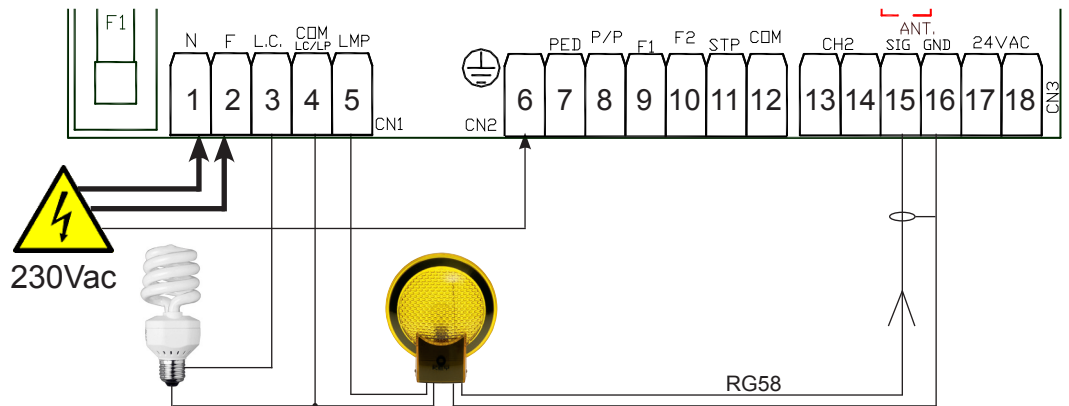 F1
N F L.C. COM LC/LP LMP
1 2 3 4 5
CN1
CN2
PED P/P F1 F2 STP COM
6 7 8 9 10 11 12
ANT.
CH2 SIG GND 24VAC
13 14 15 16 17 18
CN3
230Vac
RG58